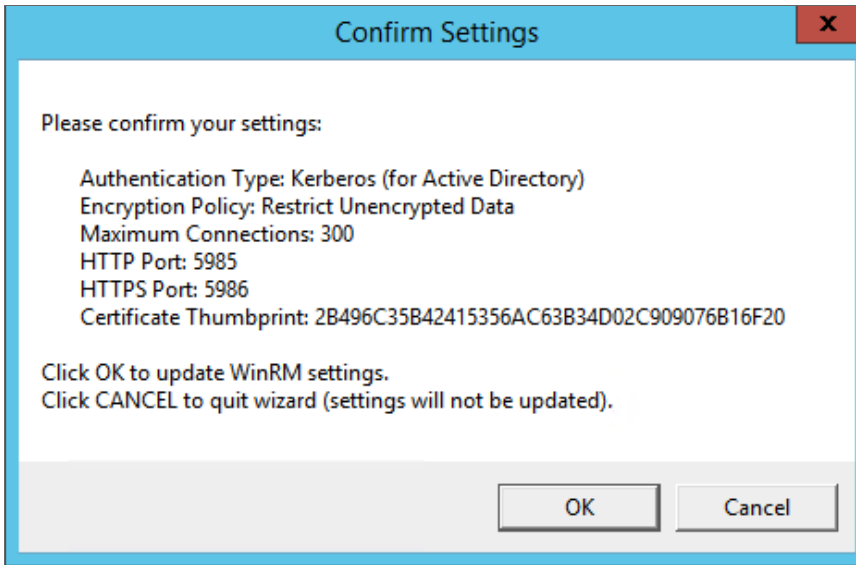 Confirm Settings
x
Please confirm your settings:
Authentication Type: Kerberos (for Active Directory)
Encryption Policy: Restrict Unencrypted Data
Maximum Connections: 300
HTTP Port: 5985
HTTPS Port: 5986
Certificate Thumbprint: 2B496C35B42415356AC63B34D02C909076B16F20
Click OK to update WinRM settings.
Click CANCEL to quit wizard (settings will not be updated).
OK
Cancel